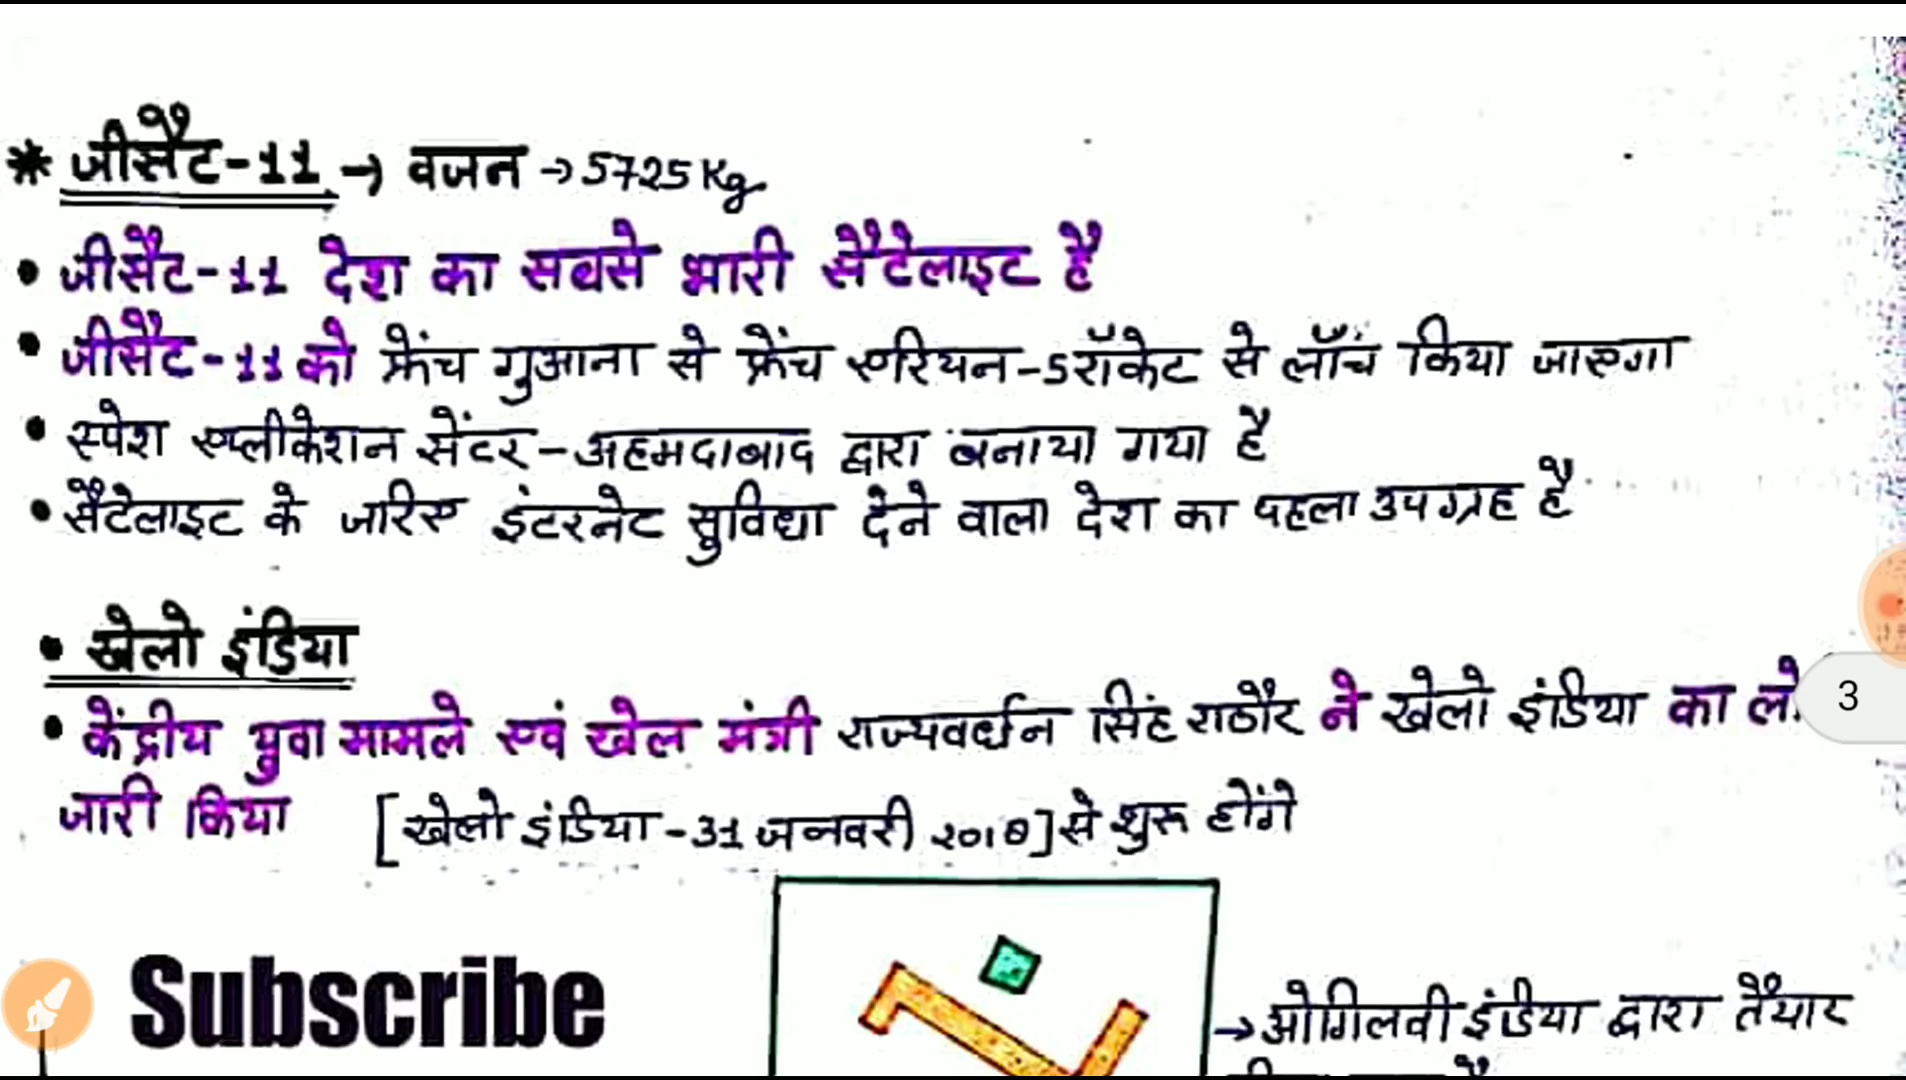 * जीसैट-11 → वजन → 5725 Kg
• जीसैट-11 देश का सबसे भारी सैटेलाइट है
• जीसैट-11 को फ्रेंच गुआना से फ्रेंच एरियन-5 रॉकेट से लॉंच किया जाएगा
• स्पेश एप्लीकेशन सेंटर-अहमदाबाद द्वारा बनाया गया है
• सैटेलाइट के जरिए इंटरनेट सुविधा देने वाला देश का पहला उपग्रह है
• खेलो इंडिया
• केंद्रीय युवा मामले एवं खेल मंत्री राज्यवर्धन सिंह राठौर ने खेलो इंडिया का लो
3
जारी किया [खेलो इंडिया-31 जनवरी 2018] से शुरू होंगे
Subscribe
→ ओगिलवी इंडिया द्वारा तैयार